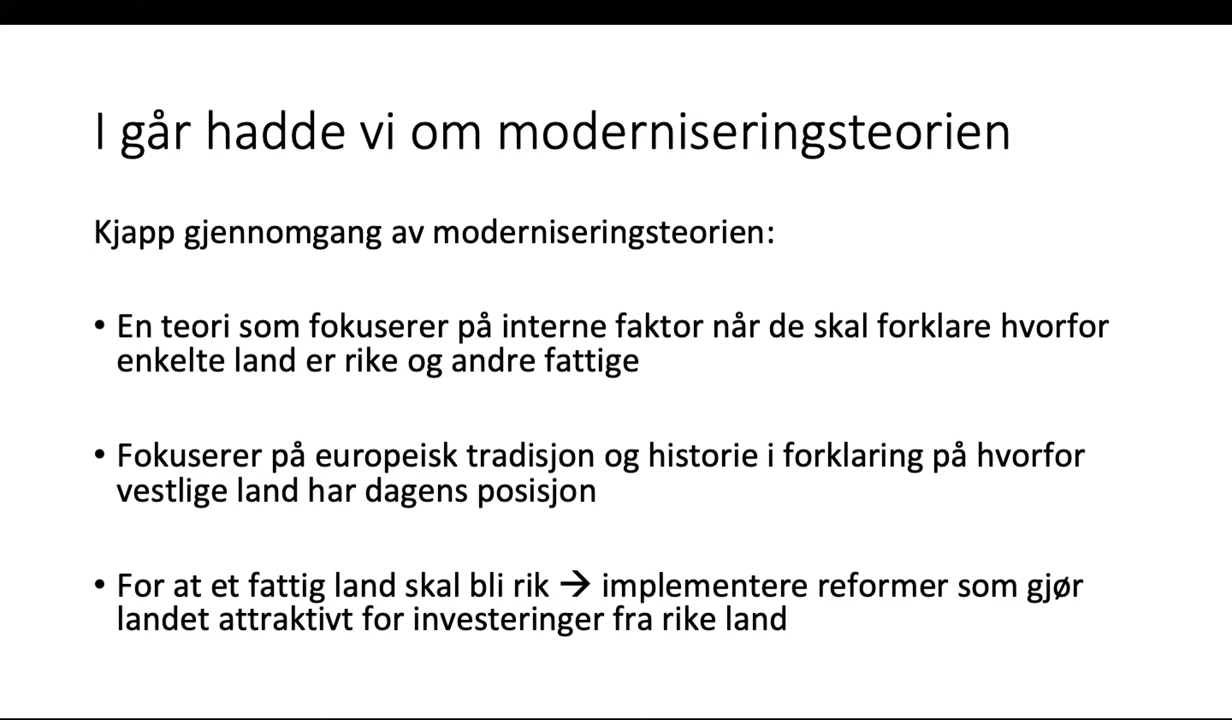 I går hadde vi om moderniseringsteorien
Kjapp gjennomgang av moderniseringsteorien:
• En teori som fokuserer på interne faktor når de skal forklare hvorfor
enkelte land er rike og andre fattige
• Fokuserer på europeisk tradisjon og historie i forklaring på hvorfor
vestlige land har dagens posisjon
• For at et fattig land skal bli rik → implementere reformer som gjør
landet attraktivt for investeringer fra rike land